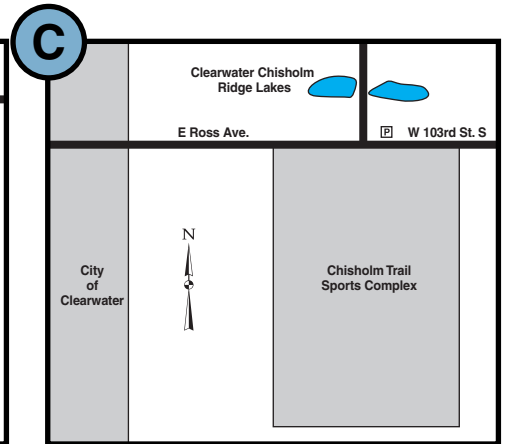 C
Clearwater Chisholm
Ridge Lakes
E Ross Ave.
P W 103rd St. S
N
City
of
Clearwater
Chisholm Trail
Sports Complex